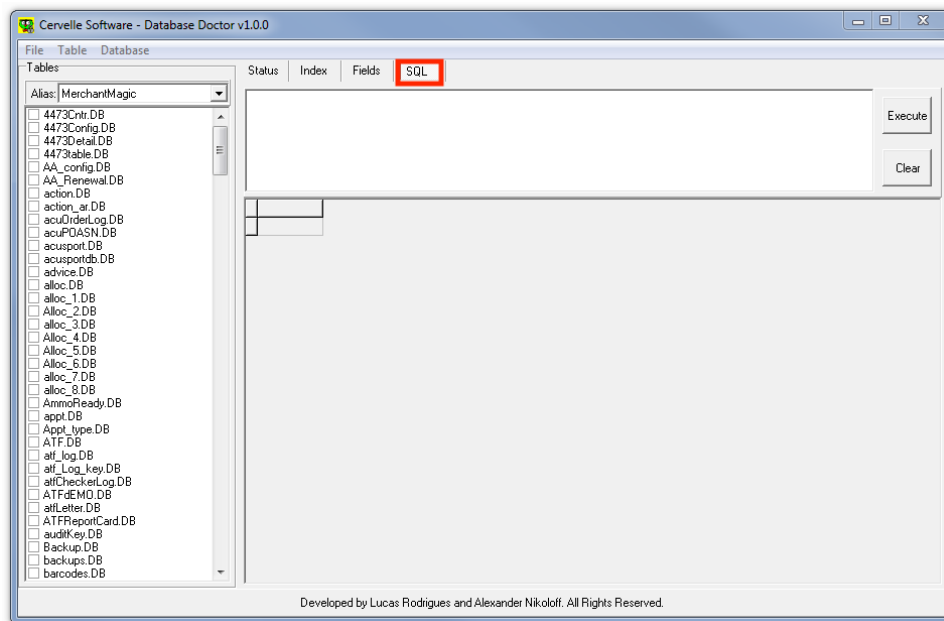 Cervelle Software - Database Doctor v1.0.0
File Table Database
Tables
Alias: MerchantMagic
4473Cntr.DB
4473Config.DB
4473Detail.DB
4473table.DB
AA_config.DB
AA_Renewal.DB
action.DB
action_ar.DB
acuOrderLog.DB
acuPOASN.DB
acusport.DB
acusportdb.DB
advice.DB
alloc.DB
alloc_1.DB
Alloc_2.DB
alloc_3.DB
Alloc_4.DB
Alloc_5.DB
Alloc_6.DB
alloc_7.DB
alloc_8.DB
AmmoReady.DB
appt.DB
Appt_type.DB
ATF.DB
atf_log.DB
atf_Log_key.DB
atfCheckerLog.DB
ATFdEMO.DB
atfLetter.DB
ATFReportCard.DB
auditKey.DB
Backup.DB
backups.DB
barcodes.DB
Status Index Fields SQL
Execute
Clear
Developed by Lucas Rodrigues and Alexander Nikoloff. All Rights Reserved.